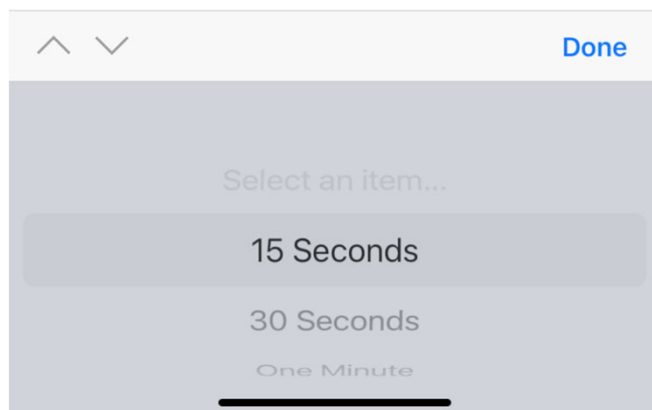 Done
Select an item...
15 Seconds
30 Seconds
One Minute